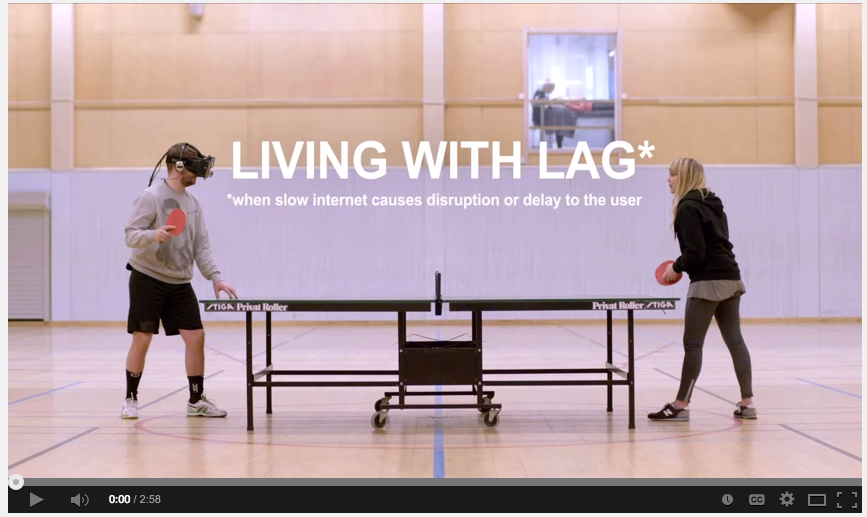 LIVING WITH LAG*
*when slow internet causes disruption or delay to the user
STIGA Privat Roller
Privat Roller STIGA
0:00 / 2:58
CC